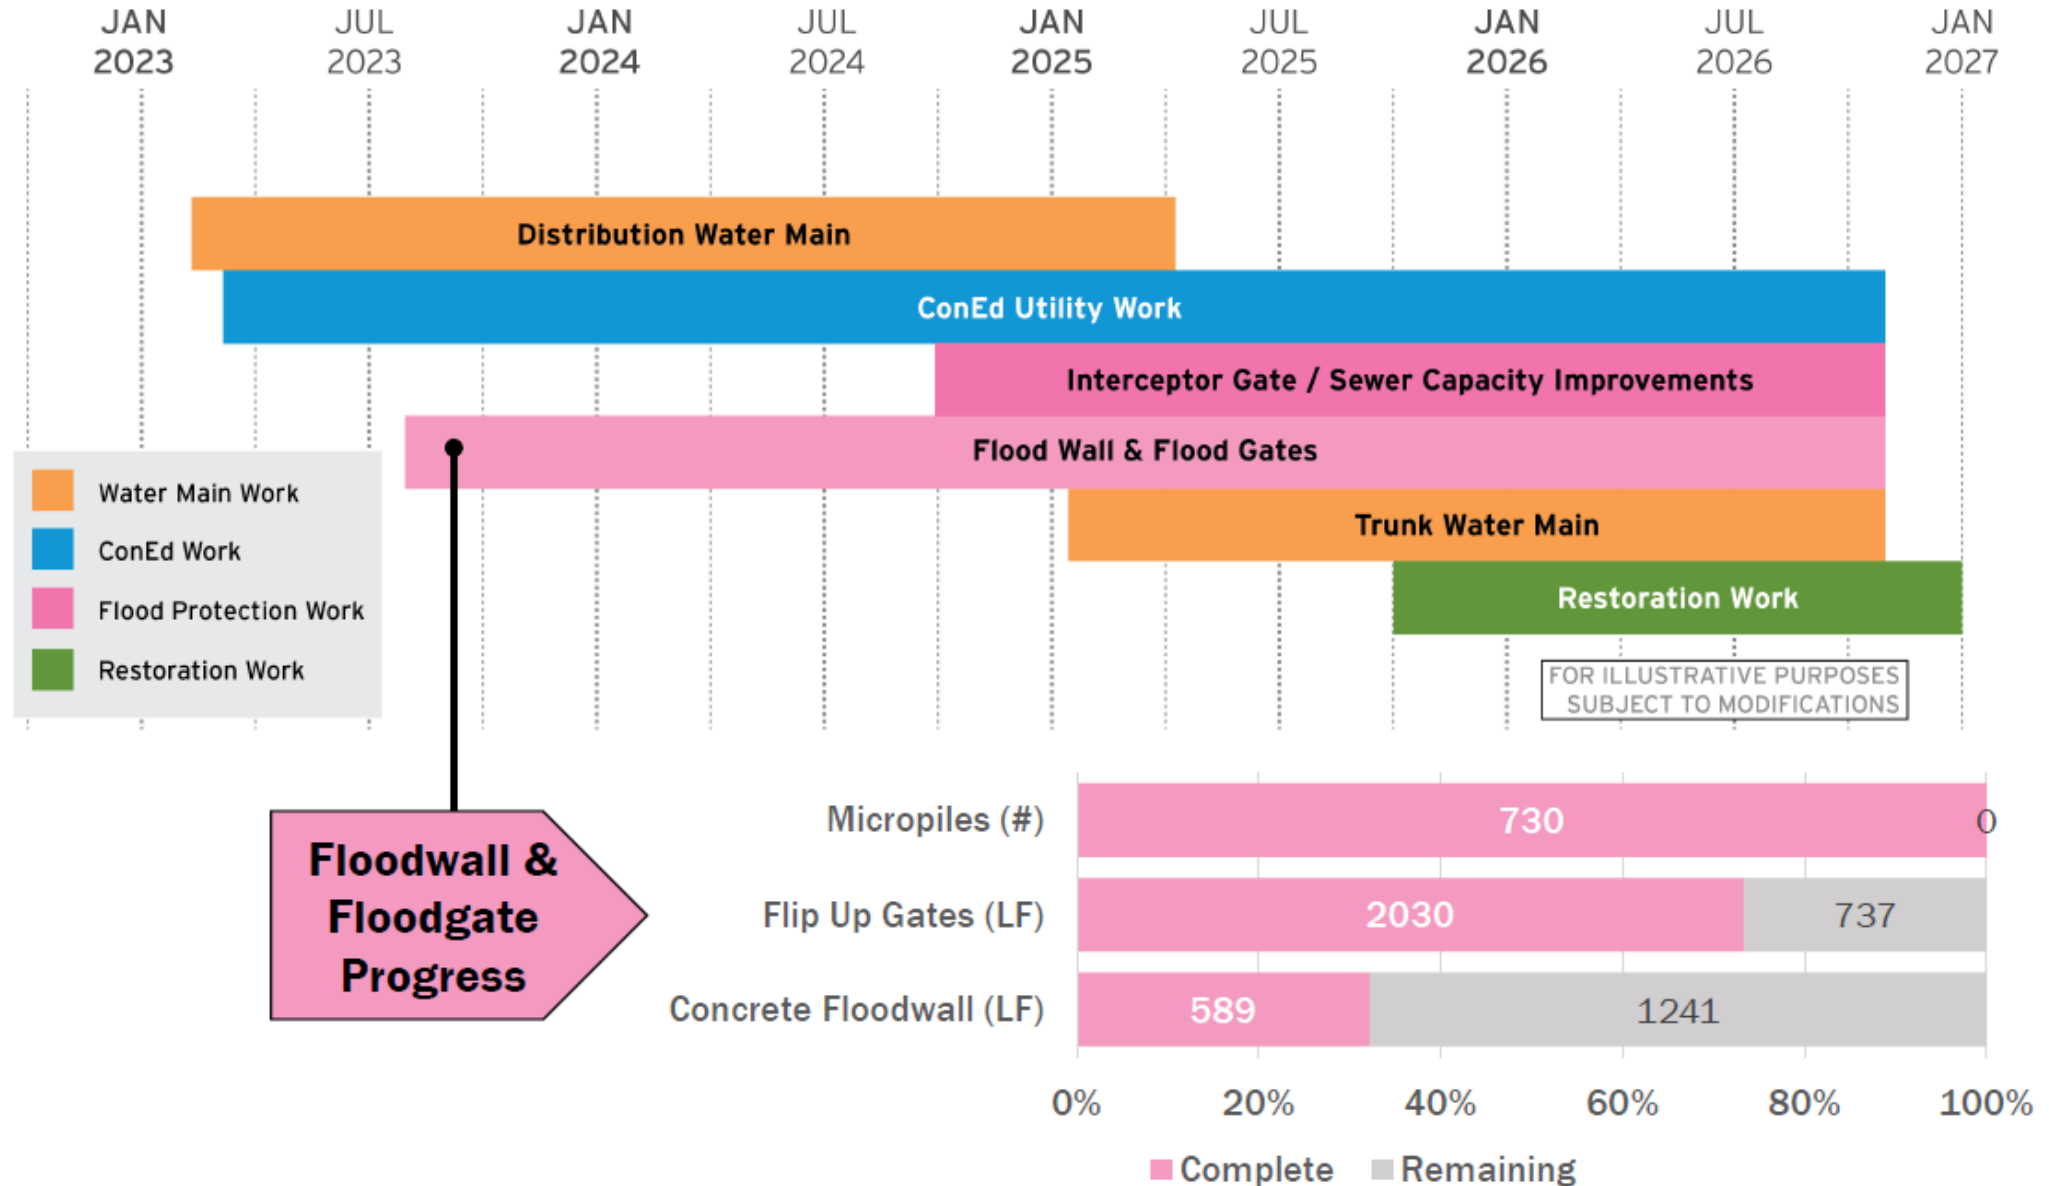 JAN JUL JAN JUL JAN JUL JAN JUL JAN
2023 2023 2024 2024 2025 2025 2026 2026 2027
Distribution Water Main
ConEd Utility Work
Interceptor Gate / Sewer Capacity Improvements
Flood Wall & Flood Gates
Trunk Water Main
Restoration Work
Water Main Work
ConEd Work
Flood Protection Work
Restoration Work
FOR ILLUSTRATIVE PURPOSES
SUBJECT TO MODIFICATIONS
Floodwall &
Floodgate
Progress
Micropiles (#) 730 0
Flip Up Gates (LF) 2030 737
Concrete Floodwall (LF) 589 1241
0% 20% 40% 60% 80% 100%
Complete Remaining